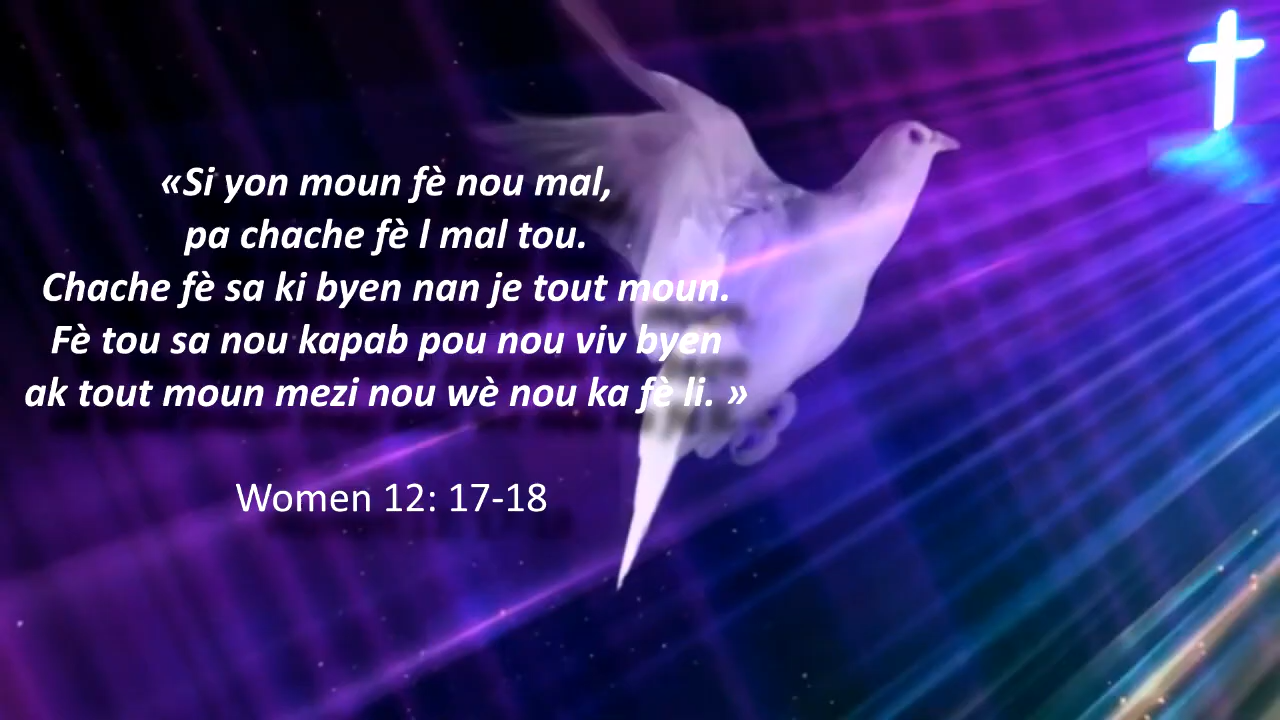 «Si yon moun fè nou mal,
pa chache fè l mal tou.
Chache fè sa ki byen nan je tout moun.
Fè tou sa nou kapab pou nou viv byen
ak tout moun mezi nou wè nou ka fè li. »
Women 12: 17-18